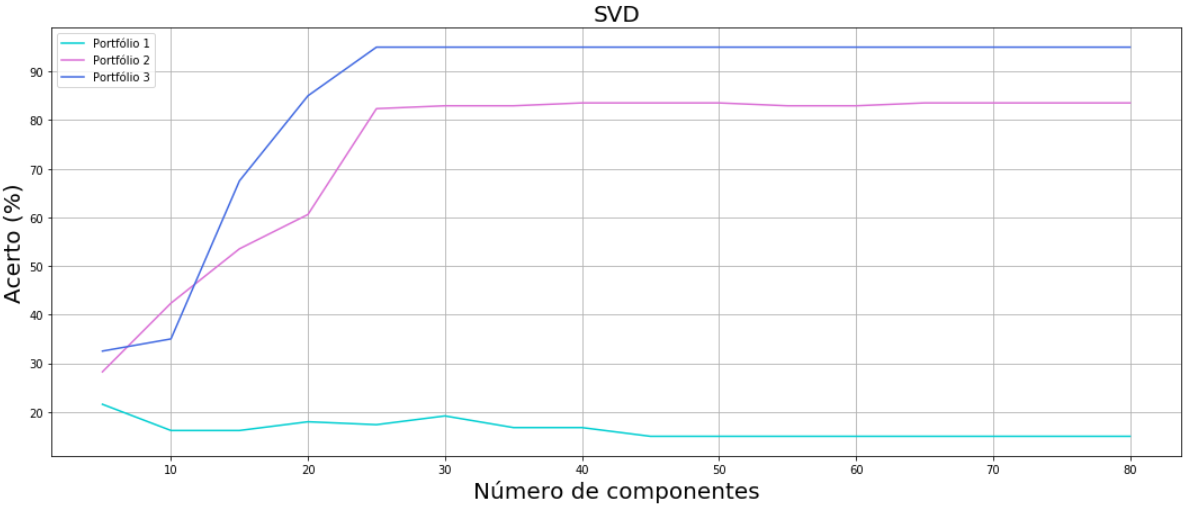 SVD
Portfólio 1
Portfólio 2
Portfólio 3
Acerto (%)
90
80
70
60
50
40
30
20
10 20 30 40 50 60 70 80
Número de componentes